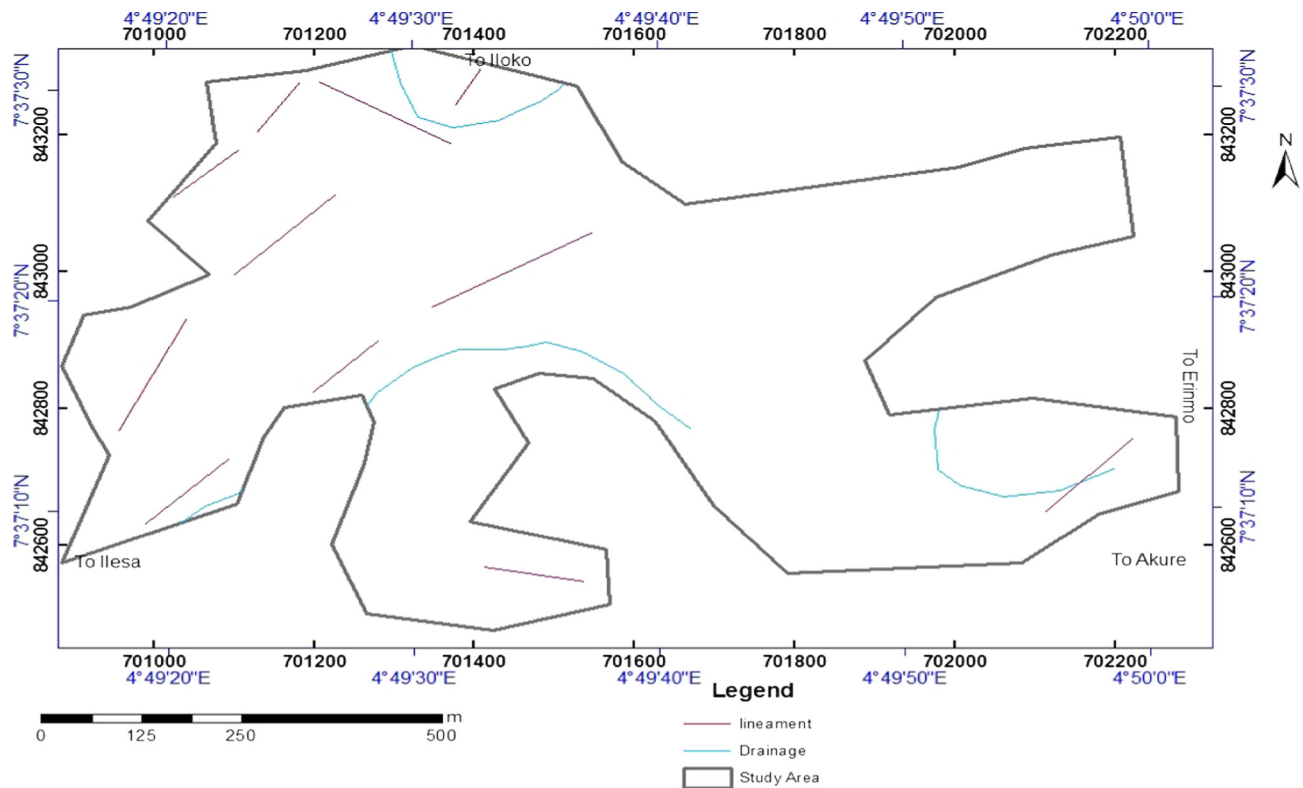 4°49'20"E 4°49'30"E 4°49'40"E 4°49'50"E 4°50'0"E
701000 701200 701400 701600 701800 702000 702200
To Iloko
7°37'30"N
843200
843200
7°37'30"N
N
843000
7°37'20"N
843000
7°37'20"N
To Erinmo
842800
842800
7°37'10"N
842600
7°37'10"N
842600
To Ilesa
To Akure
701000 701200 701400 701600 701800 702000 702200
4°49'20"E 4°49'30"E 4°49'40"E 4°49'50"E 4°50'0"E
Legend
m
0 125 250 500
lineament
Drainage
Study Area